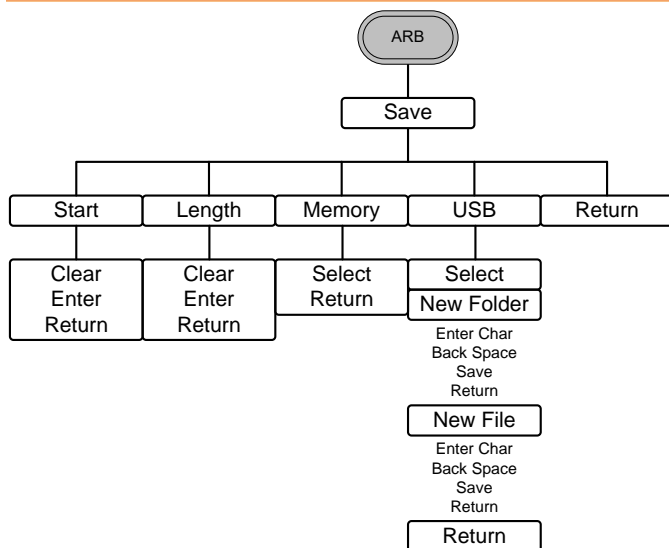 ARB
Save
Start
Length
Memory
USB
Return
Clear
Enter
Return
Clear
Enter
Return
Select
Return
Select
New Folder
Enter Char
Back Space
Save
Return
New File
Enter Char
Back Space
Save
Return
Return